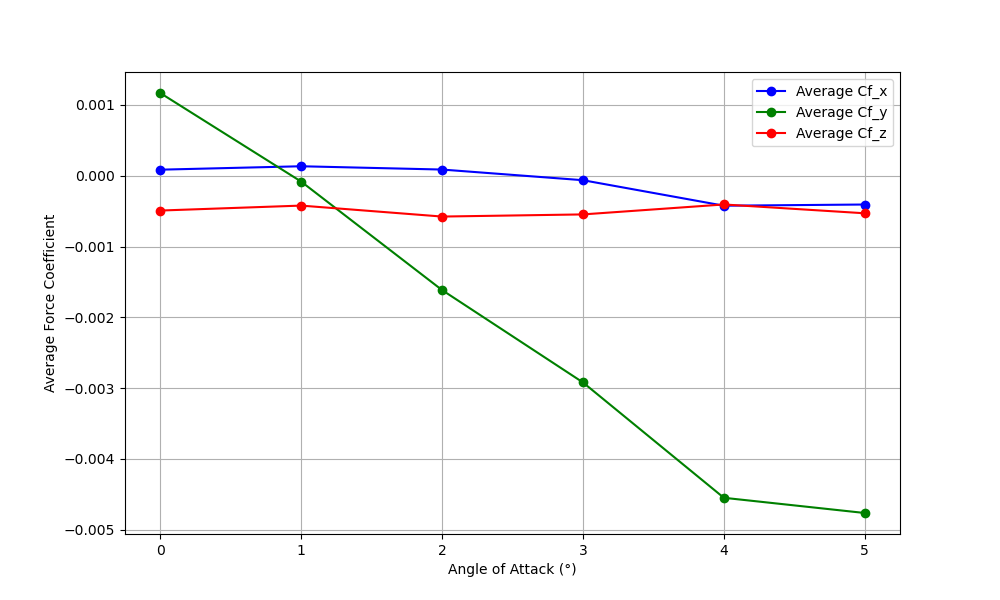 Average Cf_x
Average Cf_y
Average Cf_z
0.001
0.000
−0.001
−0.002
−0.003
−0.004
−0.005
Average Force Coefficient
0 1 2 3 4 5
Angle of Attack (°)